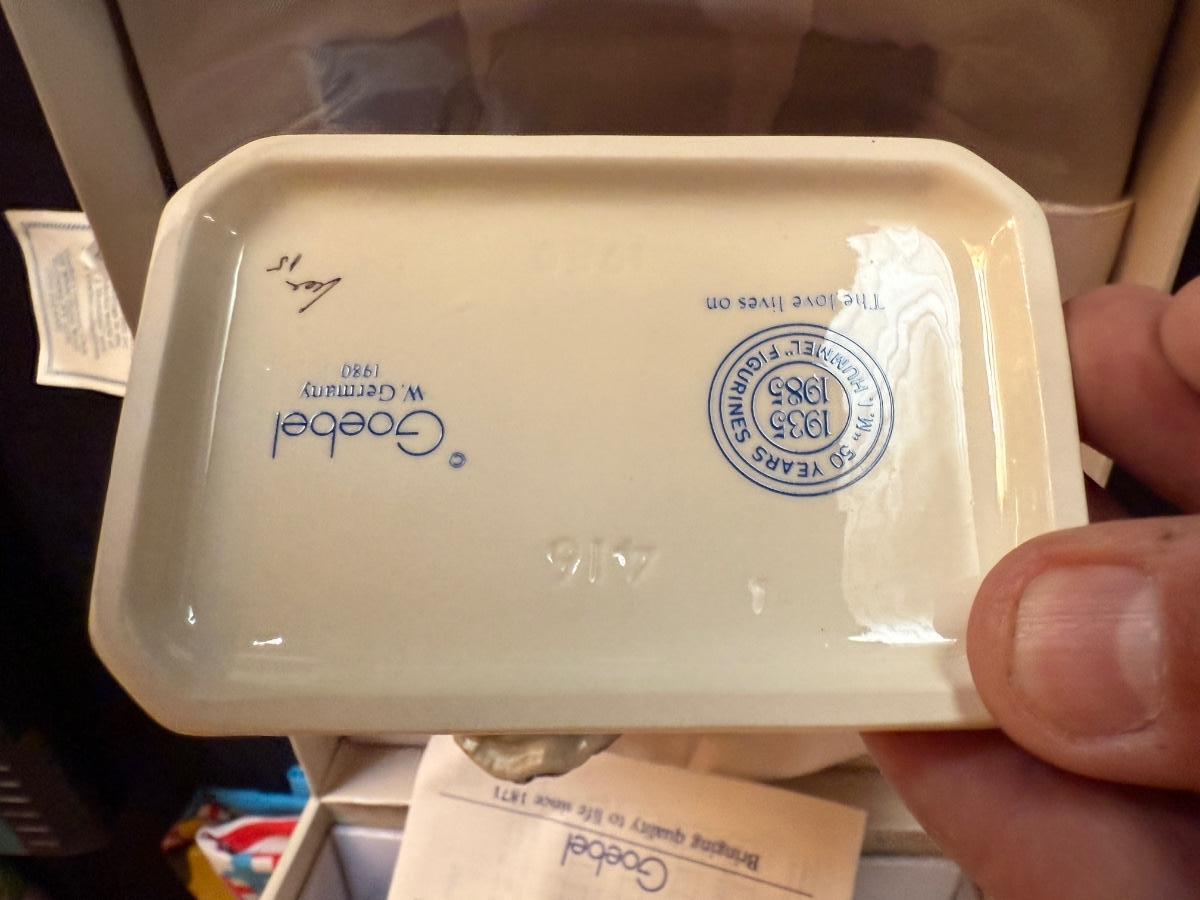 416
© Goebel
W. Germany
1980
"M.I. HUMMEL" FIGURINES
50 YEARS
1935
1985
The love lives on
15
Goebel
Bringing quality to life since 1871